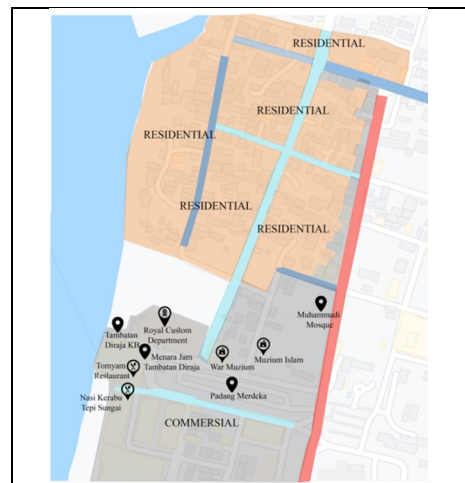 RESIDENTIAL
RESIDENTIAL
RESIDENTIAL
RESIDENTIAL
RESIDENTIAL
Muhammadi
Mosque
Tambatan
Diraja KB
Royal Custom
Department
Menara Jam
Tambatan Diraja
Tomyam
Restaurant
War Muzium
Muzium Islam
Nasi Kerabu
Tepi Sungai
Padang Merdeka
COMMERSIAL